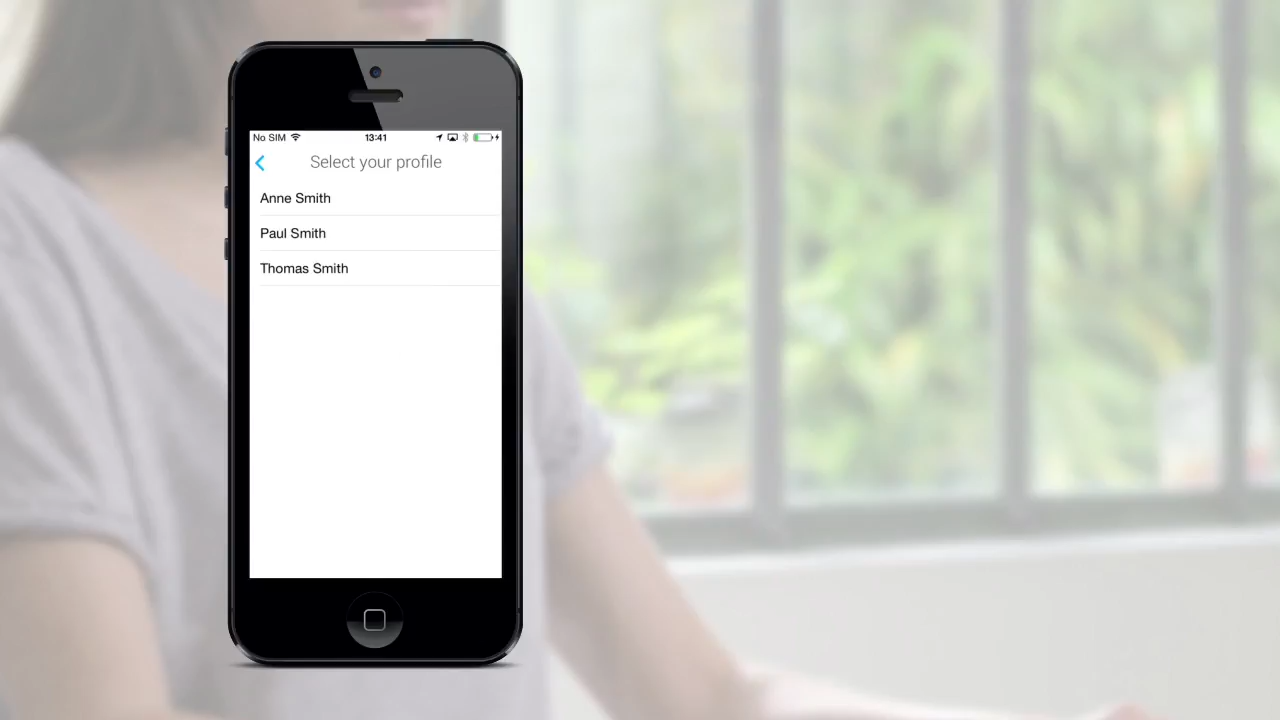 No SIM 13:41
Select your profile
Anne Smith
Paul Smith
Thomas Smith